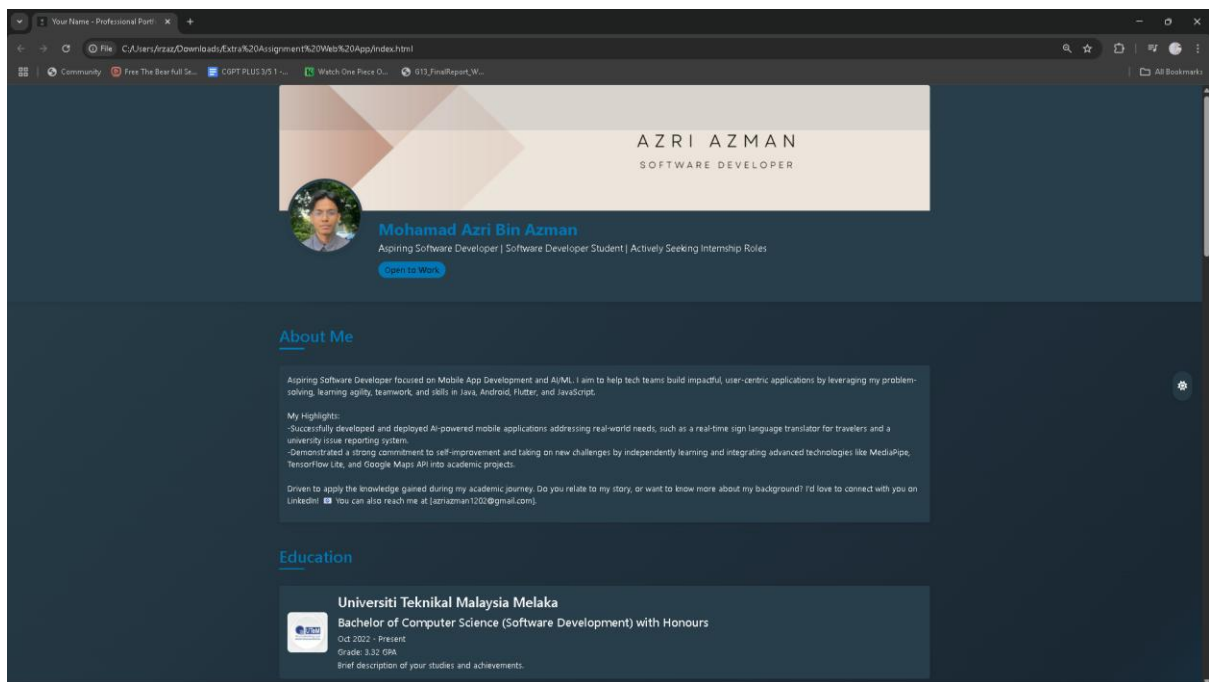 Your Name - Professional Portf
File C:/Users/irzaz/Downloads/Extra%20Assignment%20Web%20App/index.html
Community Free The Bear full Se... CGPT PLUS 3/5 1 -... Watch One Piece O... G13_FinalReport_W... All Bookmarks
AZRI AZMAN
SOFTWARE DEVELOPER
Mohamad Azri Bin Azman
Aspiring Software Developer | Software Developer Student | Actively Seeking Internship Roles
Open to Work
About Me
Aspiring Software Developer focused on Mobile App Development and AI/ML. I aim to help tech teams build impactful, user-centric applications by leveraging my problem-
solving, learning agility, teamwork, and skills in Java, Android, Flutter, and JavaScript.
My Highlights:
-Successfully developed and deployed AI-powered mobile applications addressing real-world needs, such as a real-time sign language translator for travelers and a
university issue reporting system.
-Demonstrated a strong commitment to self-improvement and taking on new challenges by independently learning and integrating advanced technologies like MediaPipe,
TensorFlow Lite, and Google Maps API into academic projects.
Driven to apply the knowledge gained during my academic journey. Do you relate to my story, or want to know more about my background? I'd love to connect with you on
LinkedIn! 📧 You can also reach me at [azriazman1202@gmail.com].
Education
Universiti Teknikal Malaysia Melaka
Bachelor of Computer Science (Software Development) with Honours
Oct 2022 - Present
Grade: 3.32 GPA
Brief description of your studies and achievements.